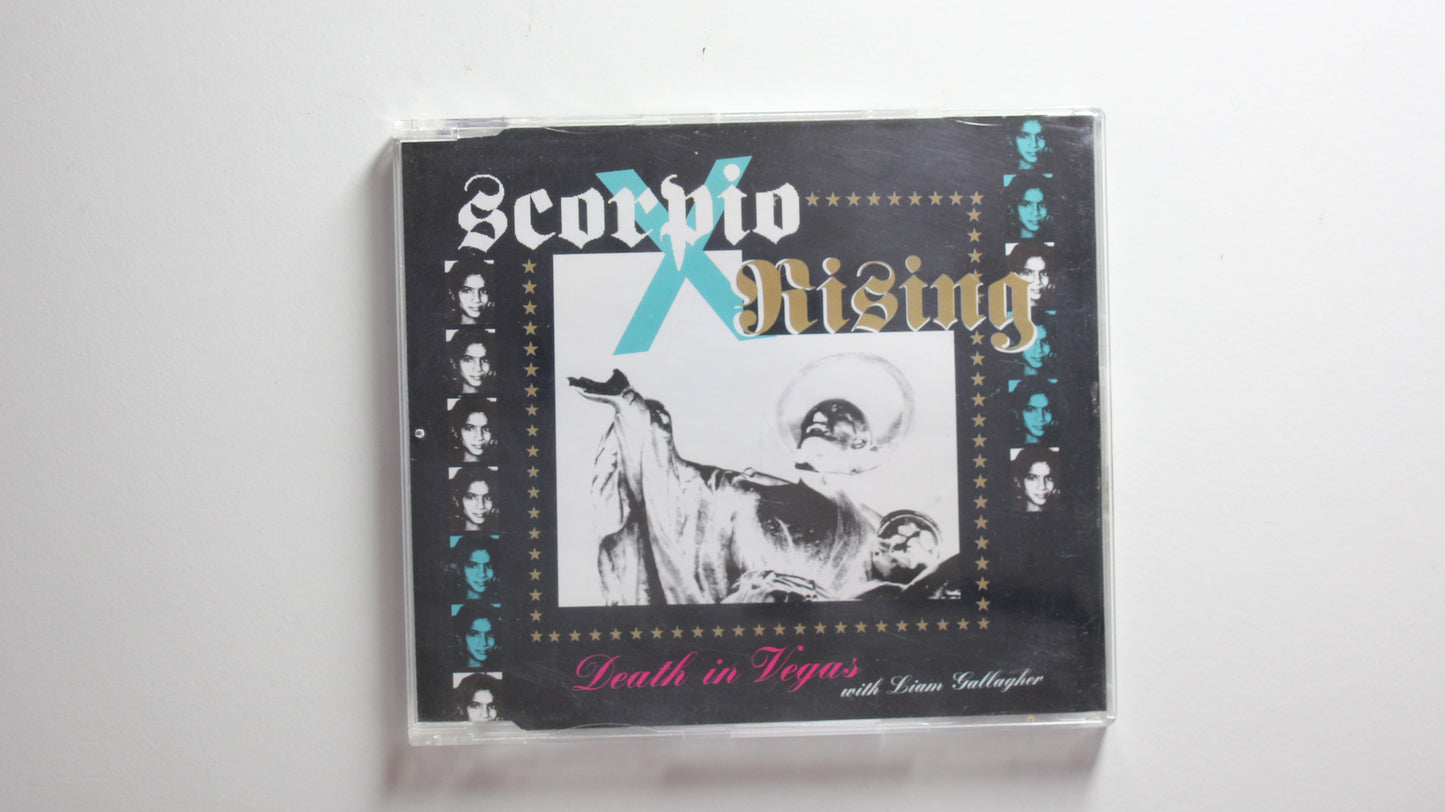 scorpio
X
Rising
Death in Vegas
with Liam Gallagher